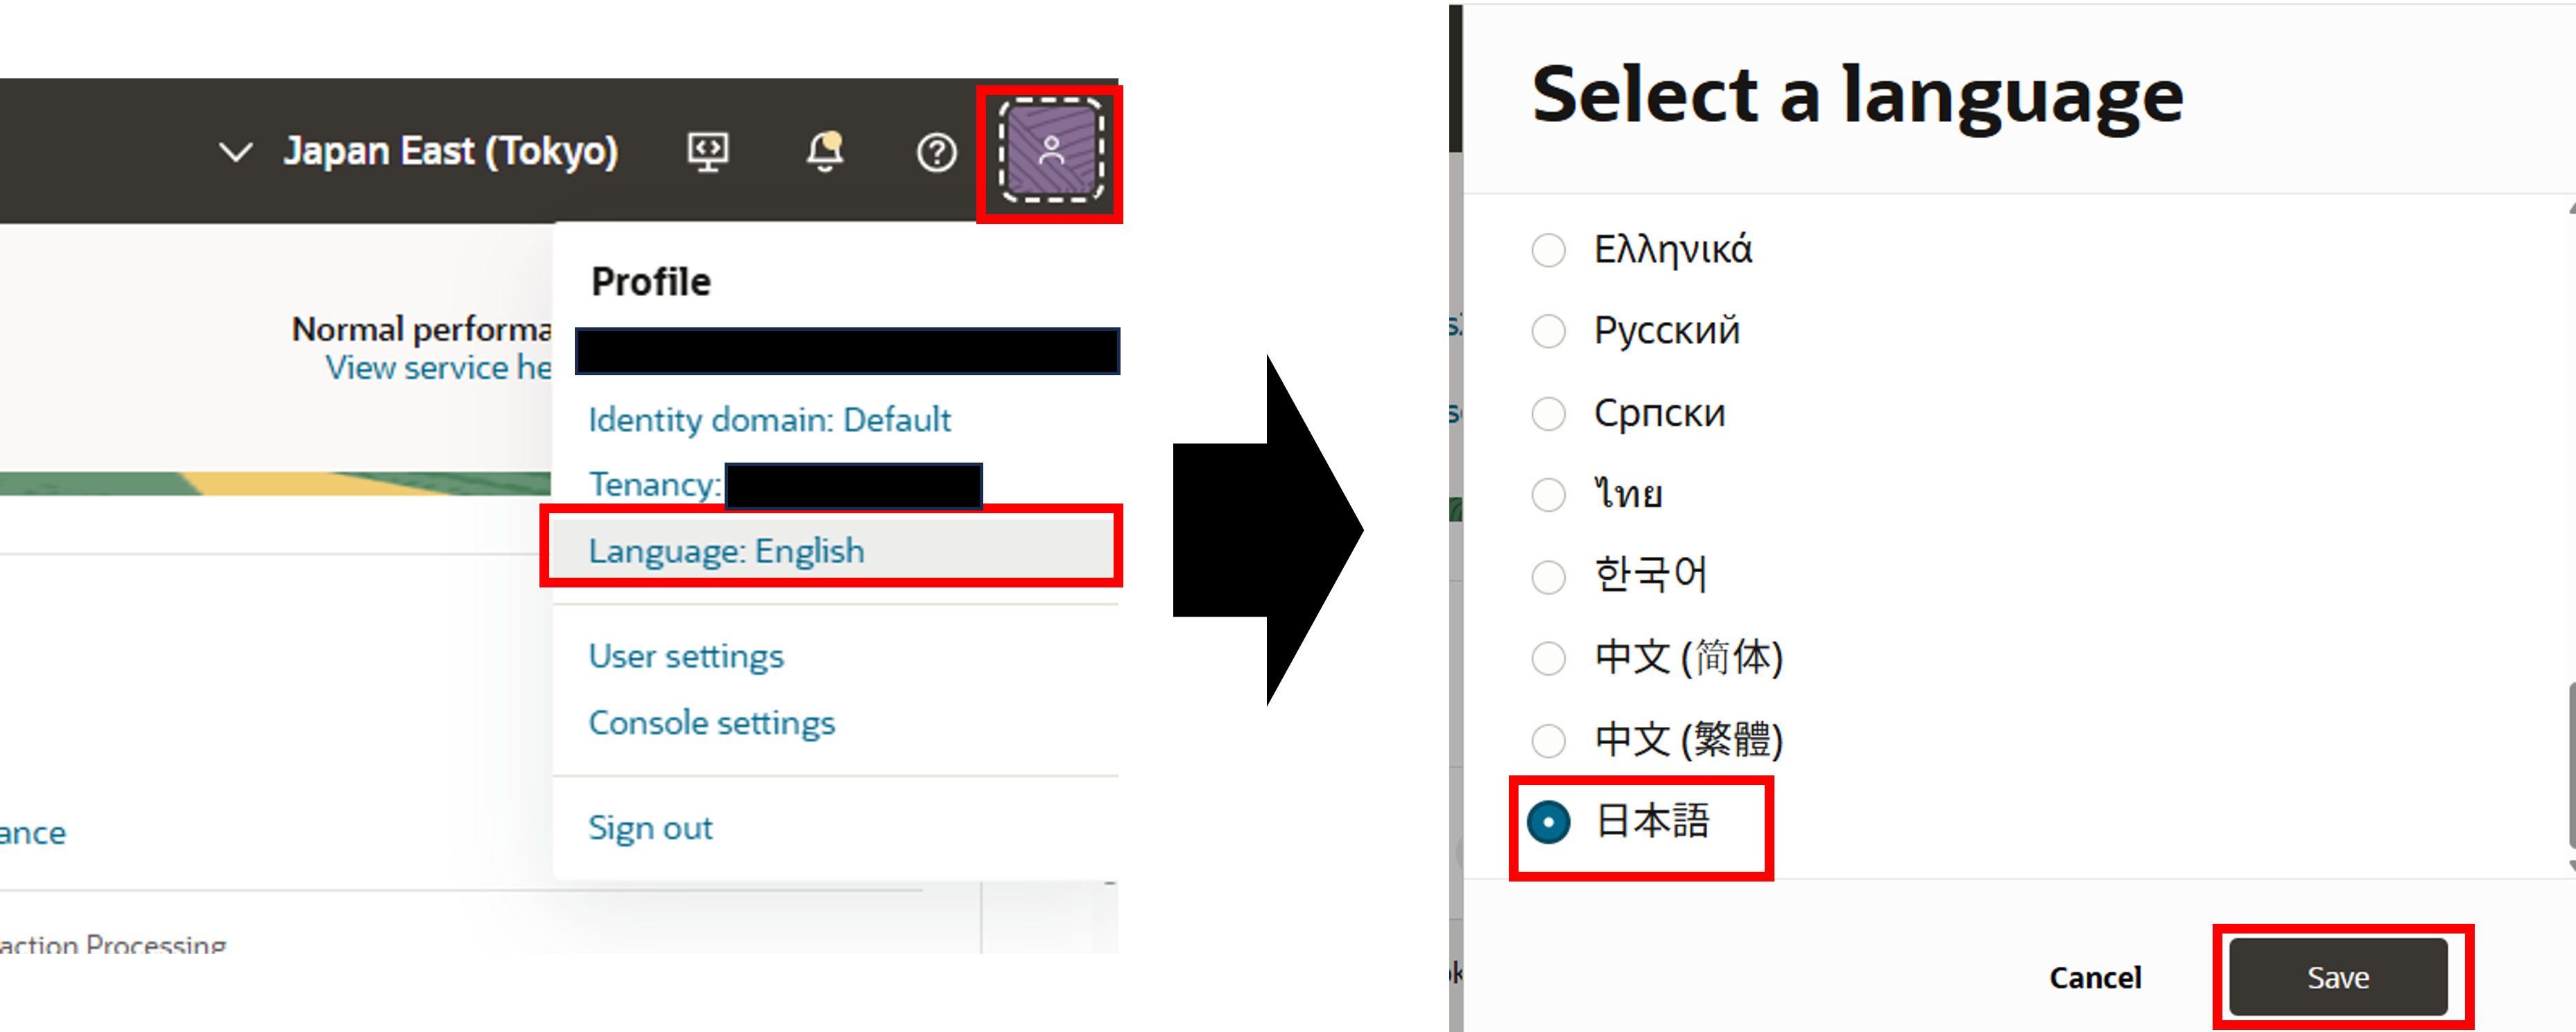 Japan East (Tokyo)
Profile
Normal performa
View service he
Identity domain: Default
Tenancy:
Language: English
User settings
Console settings
Sign out
ance
action Processing
Select a language
Ελληνικά
Русский
Српски
ไทย
한국어
中文 (简体)
中文 (繁體)
日本語
Cancel
Save